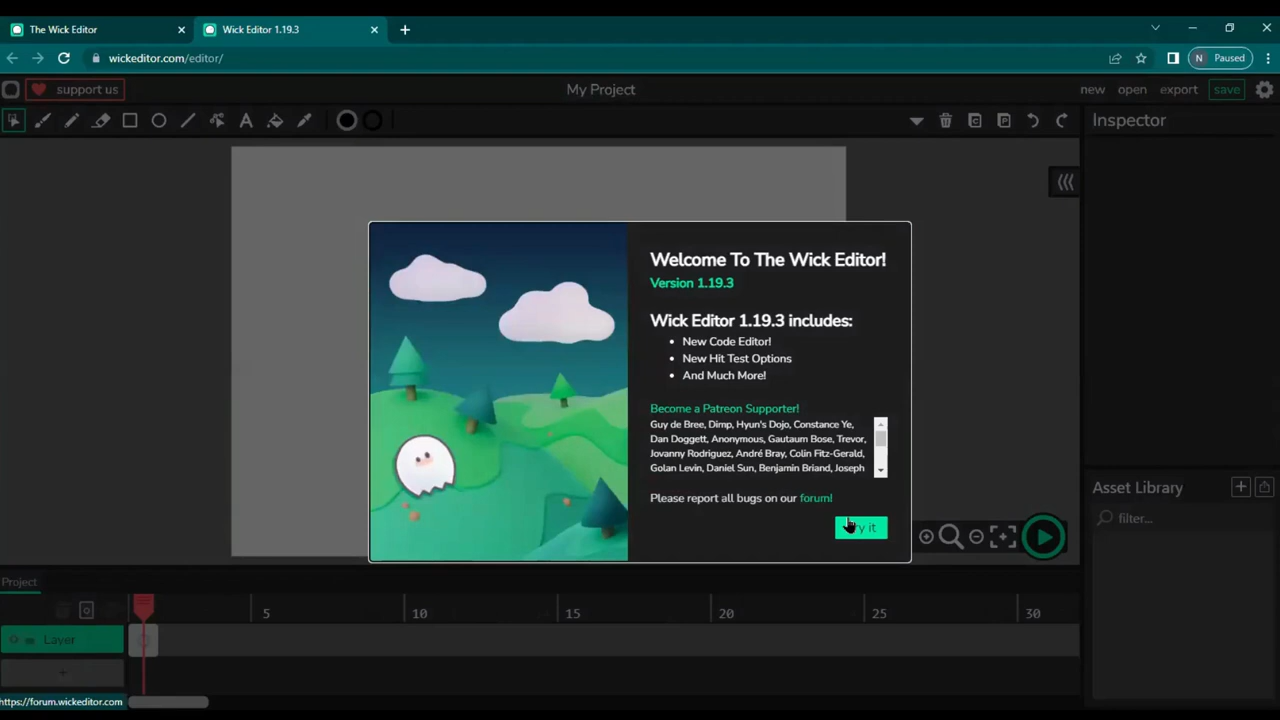 The Wick Editor
Wick Editor 1.19.3
wickeditor.com/editor/
N Paused
support us
My Project
new open export save
Inspector
Welcome To The Wick Editor!
Version 1.19.3
Wick Editor 1.19.3 includes:
New Code Editor!
New Hit Test Options
And Much More!
Become a Patreon Supporter!
Guy de Bree, Dimp, Hyun's Dojo, Constance Ye,
Dan Doggett, Anonymous, Gautaum Bose, Trevor,
Jovanny Rodriguez, André Bray, Colin Fitz-Gerald,
Golan Levin, Daniel Sun, Benjamin Briand, Joseph
Please report all bugs on our forum!
it
Asset Library
filter...
Project
5 10 15 20 25 30
Layer
https://forum.wickeditor.com